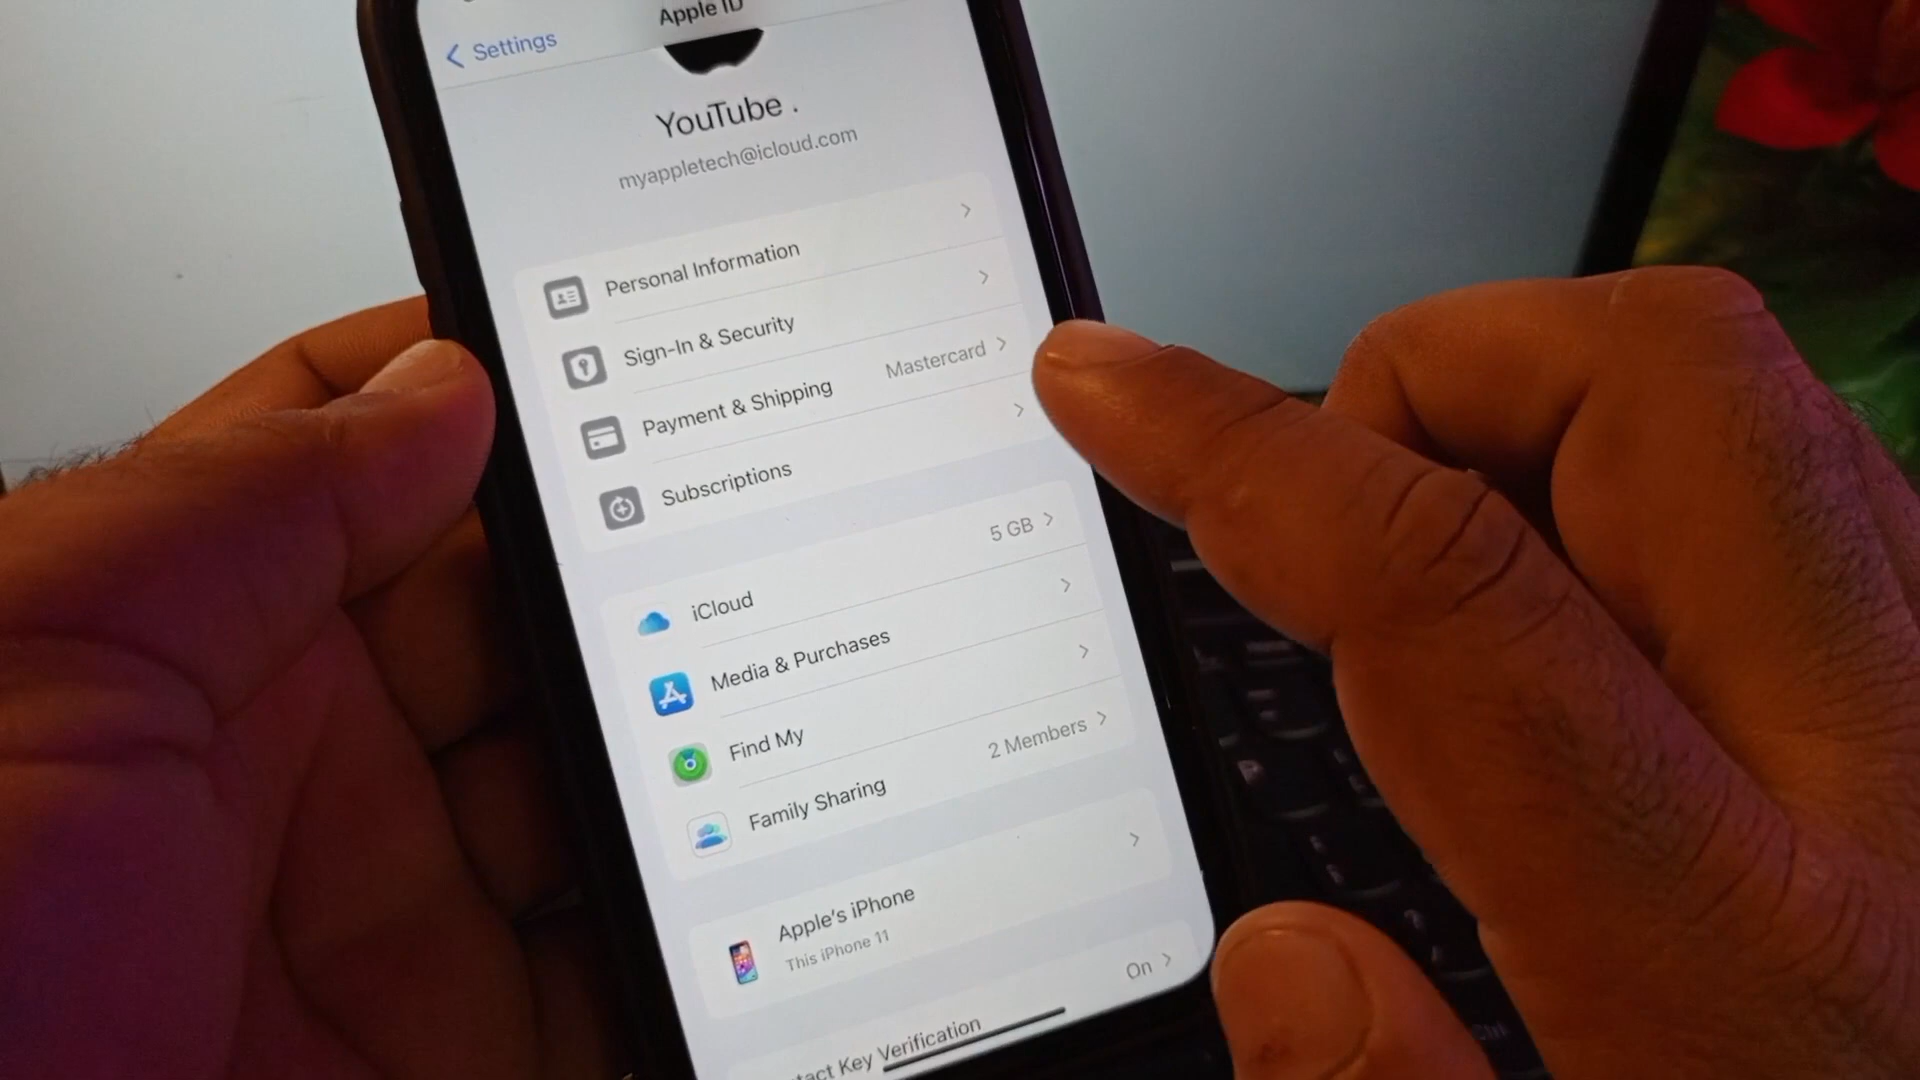 Apple ID
Settings
YouTube .
myappletech@icloud.com
Personal Information
Sign-In & Security
Payment & Shipping Mastercard
Subscriptions
iCloud 5 GB
Media & Purchases
Find My
Family Sharing 2 Members
Apple's iPhone
This iPhone 11
Key Verification On